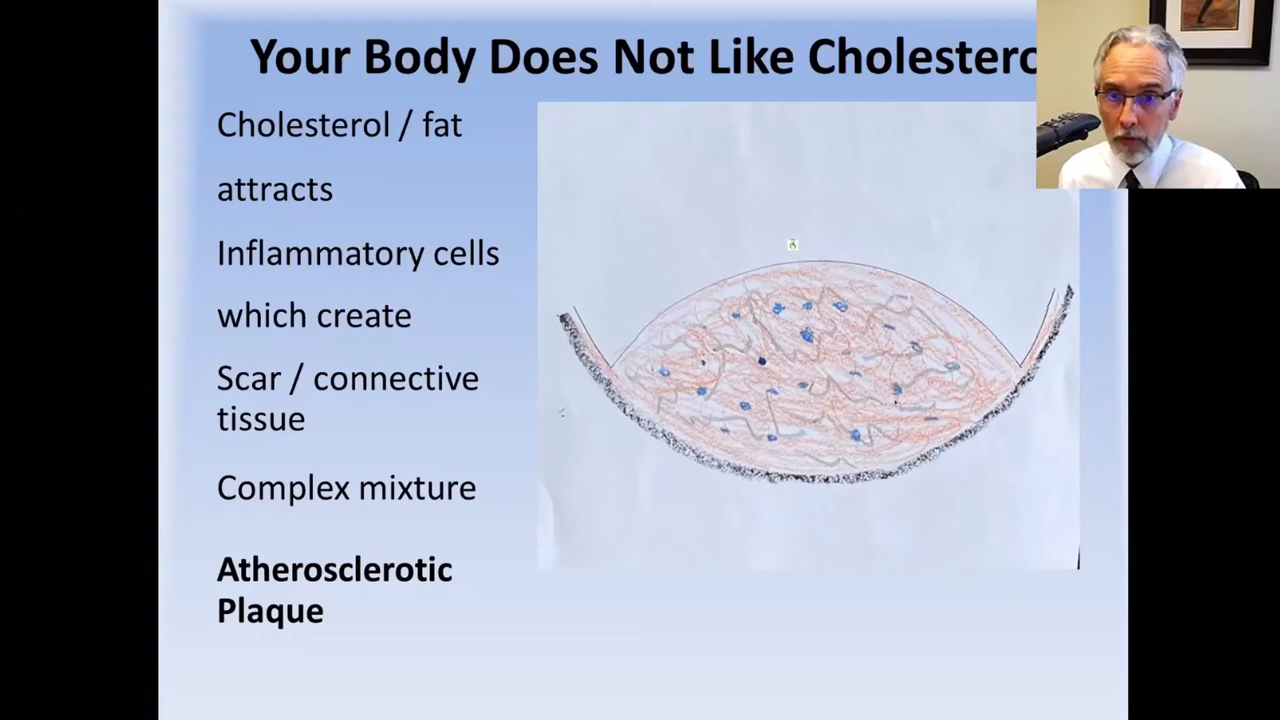 Your Body Does Not Like Cholestero
Cholesterol / fat
attracts
Inflammatory cells
which create
Scar / connective
tissue
Complex mixture
Atherosclerotic
Plaque